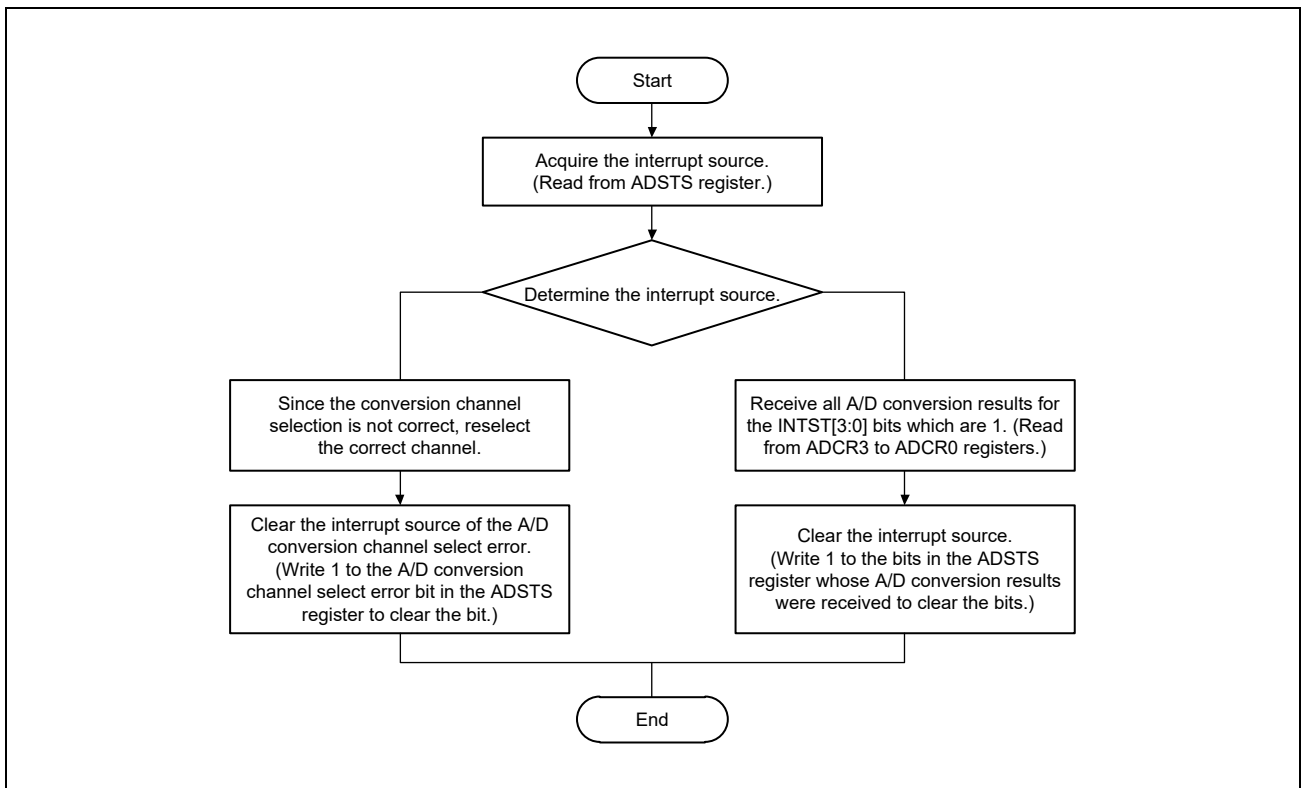 Start
Acquire the interrupt source.
(Read from ADSTS register.)
Determine the interrupt source.
Since the conversion channel
selection is not correct, reselect
the correct channel.
Clear the interrupt source of the A/D
conversion channel select error.
(Write 1 to the A/D conversion
channel select error bit in the ADSTS
register to clear the bit.)
Receive all A/D conversion results for
the INTST[3:0] bits which are 1. (Read
from ADCR3 to ADCR0 registers.)
Clear the interrupt source.
(Write 1 to the bits in the ADSTS
register whose A/D conversion results
were received to clear the bits.)
End